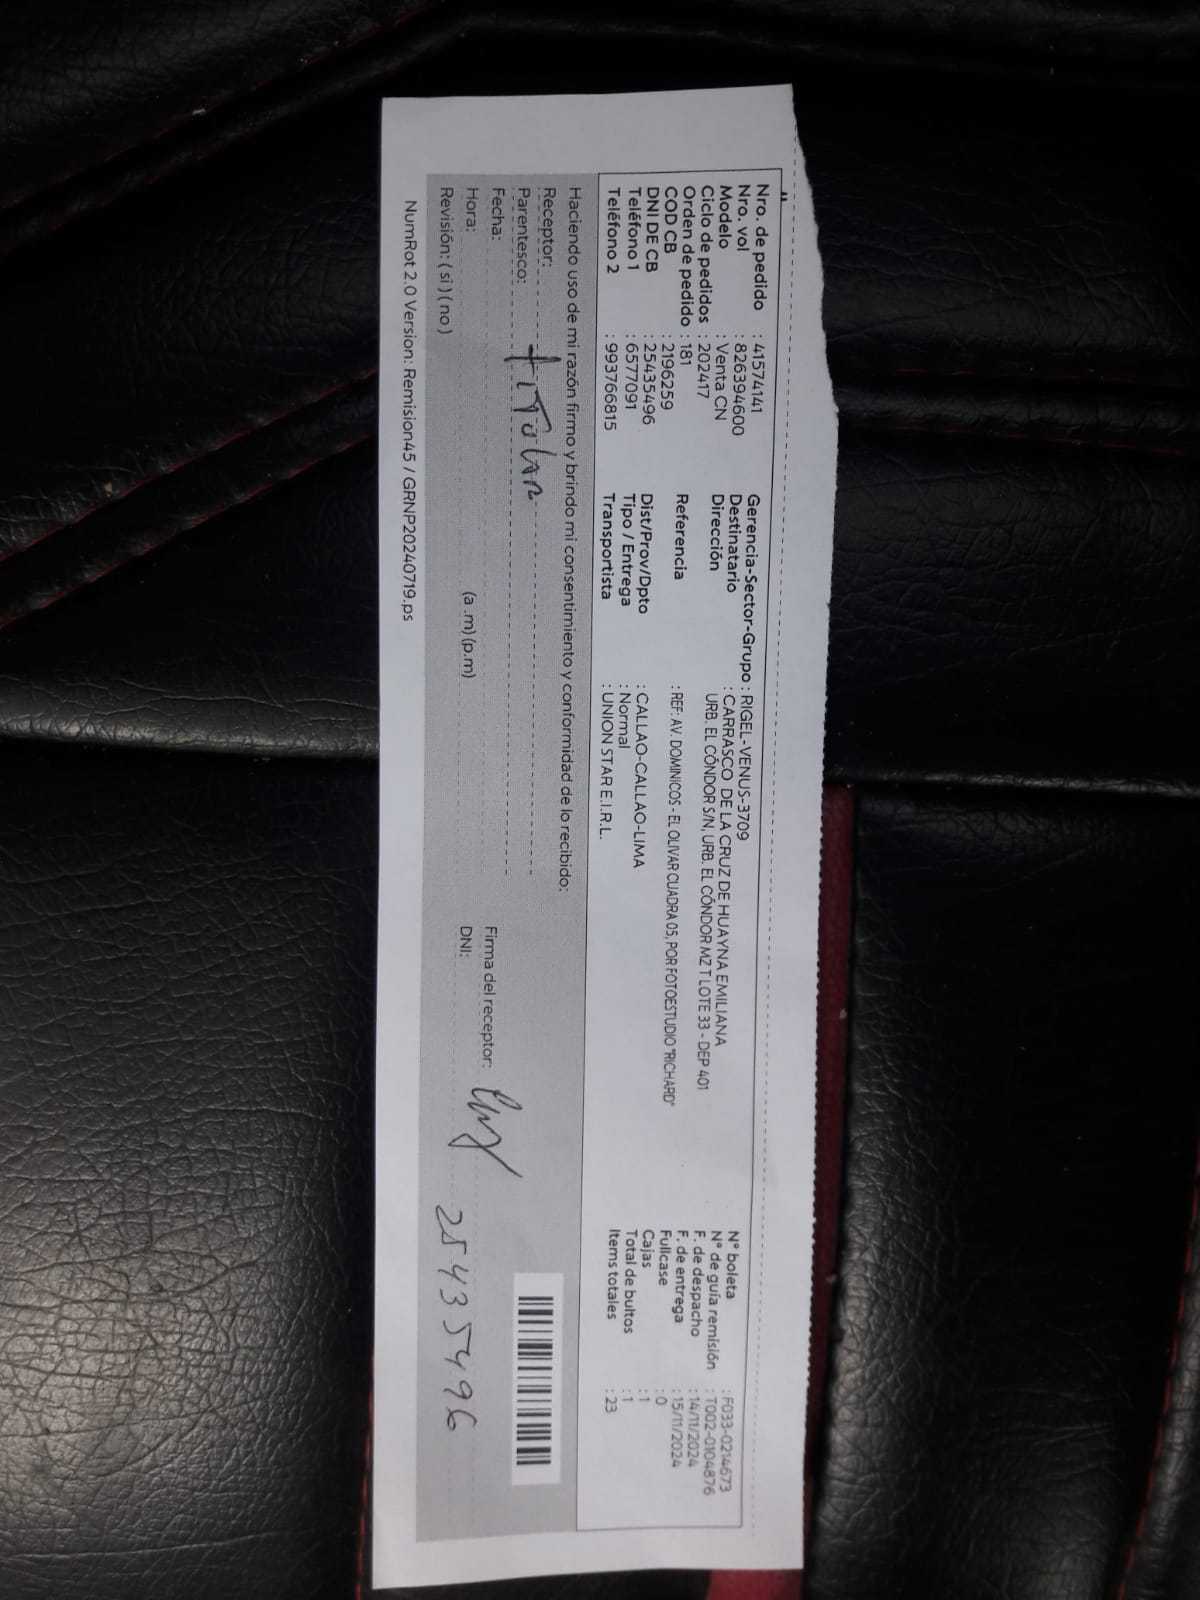 Nro. de pedido : 41574141
Nro. vol : 826394600
Modelo : Venta CN
Ciclo de pedidos : 202417
Orden de pedido : 181
COD CB : 2196259
DNI DE CB : 25435496
Teléfono 1 : 6577091
Teléfono 2 : 993766815
Gerencia-Sector-Grupo : RIGEL-VENUS-3709
Destinatario : CARRASCO DE LA CRUZ DE HUAYNA EMILIANA
Dirección URB. EL CÓNDOR S/N, URB. EL CÓNDOR MZ T LOTE 33 - DEP 401
Referencia : REF: AV. DOMINICOS - EL OLIVAR CUADRA 05, POR FOTOESTUDIO "RICHARD"
Dist/Prov/Dpto : CALLAO-CALLAO-LIMA
Tipo / Entrega : Normal
Transportista : UNION STAR E.I.R.L.
N° boleta : F033-0214673
N° de guía remisión : T002-0104876
F. de despacho : 14/11/2024
F. de entrega : 15/11/2024
Fullcase : 0
Cajas : 1
Total de bultos : 1
Items totales : 23
Haciendo uso de mi razón firmo y brindo mi consentimiento y conformidad de lo recibido:
Receptor:
Parentesco: titular
Fecha:
Hora: (a .m) (p.m)
Revisión: ( si ) ( no )
Firma del receptor:
DNI: 25435496
NumRot 2.0 Version: Remision45 / GRNP20240719.ps